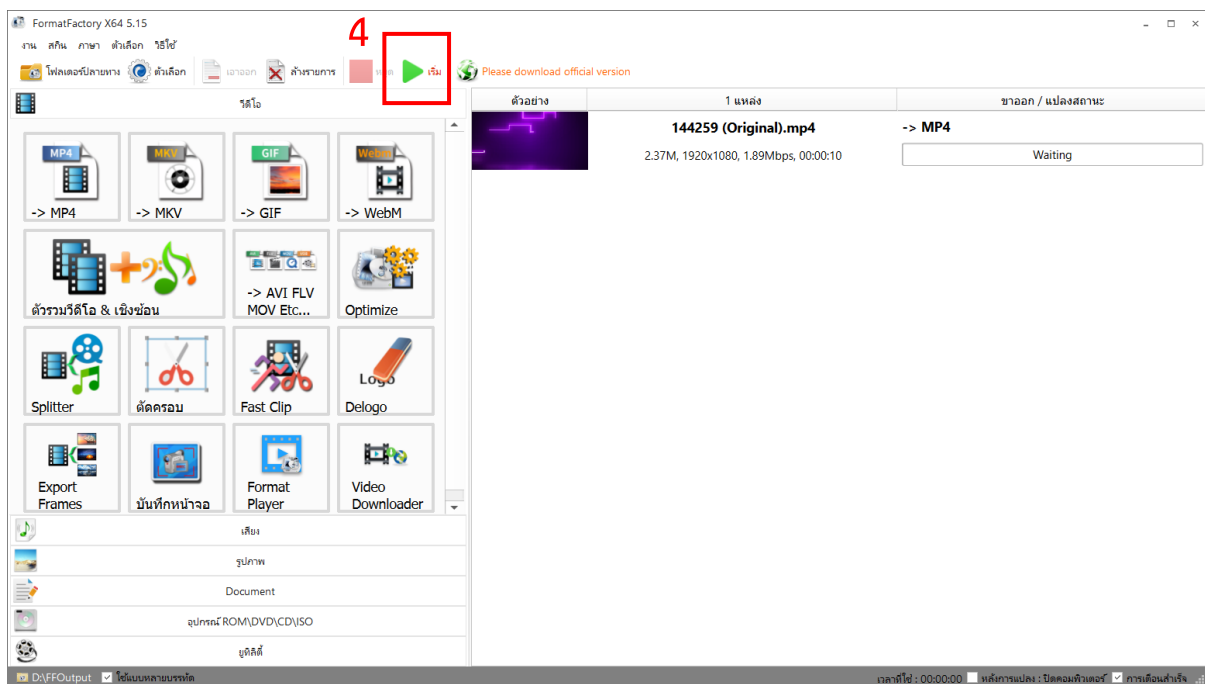 FormatFactory X64 5.15
งาน สกิน ภาษา ตัวเลือก วิธีใช้
4
โฟลเดอร์ปลายทาง ตัวเลือก เอาออก ล้างรายการ เริ่ม Please download official version
วีดีโอ
ตัวอย่าง 1 แหล่ง ขาออก / แปลงสถานะ
144259 (Original).mp4 -> MP4
2.37M, 1920x1080, 1.89Mbps, 00:00:10 Waiting
MP4 MKV GIF WebM
-> MP4 -> MKV -> GIF -> WebM
-> AVI FLV
ตัวรวมวีดีโอ & เชิงซ้อน MOV Etc... Optimize
Logo
Splitter ตัดครอบ Fast Clip Delogo
Export Format Video
Frames บันทึกหน้าจอ Player Downloader
เสียง
รูปภาพ
Document
อุปกรณ์ ROM\DVD\CD\ISO
ยูทิลิตี้
D:\FFOutput ใช้แบบหลายบรรทัด เวลาที่ใช้ : 00:00:00 หลังการแปลง : ปิดคอมพิวเตอร์ การเตือนสำเร็จ